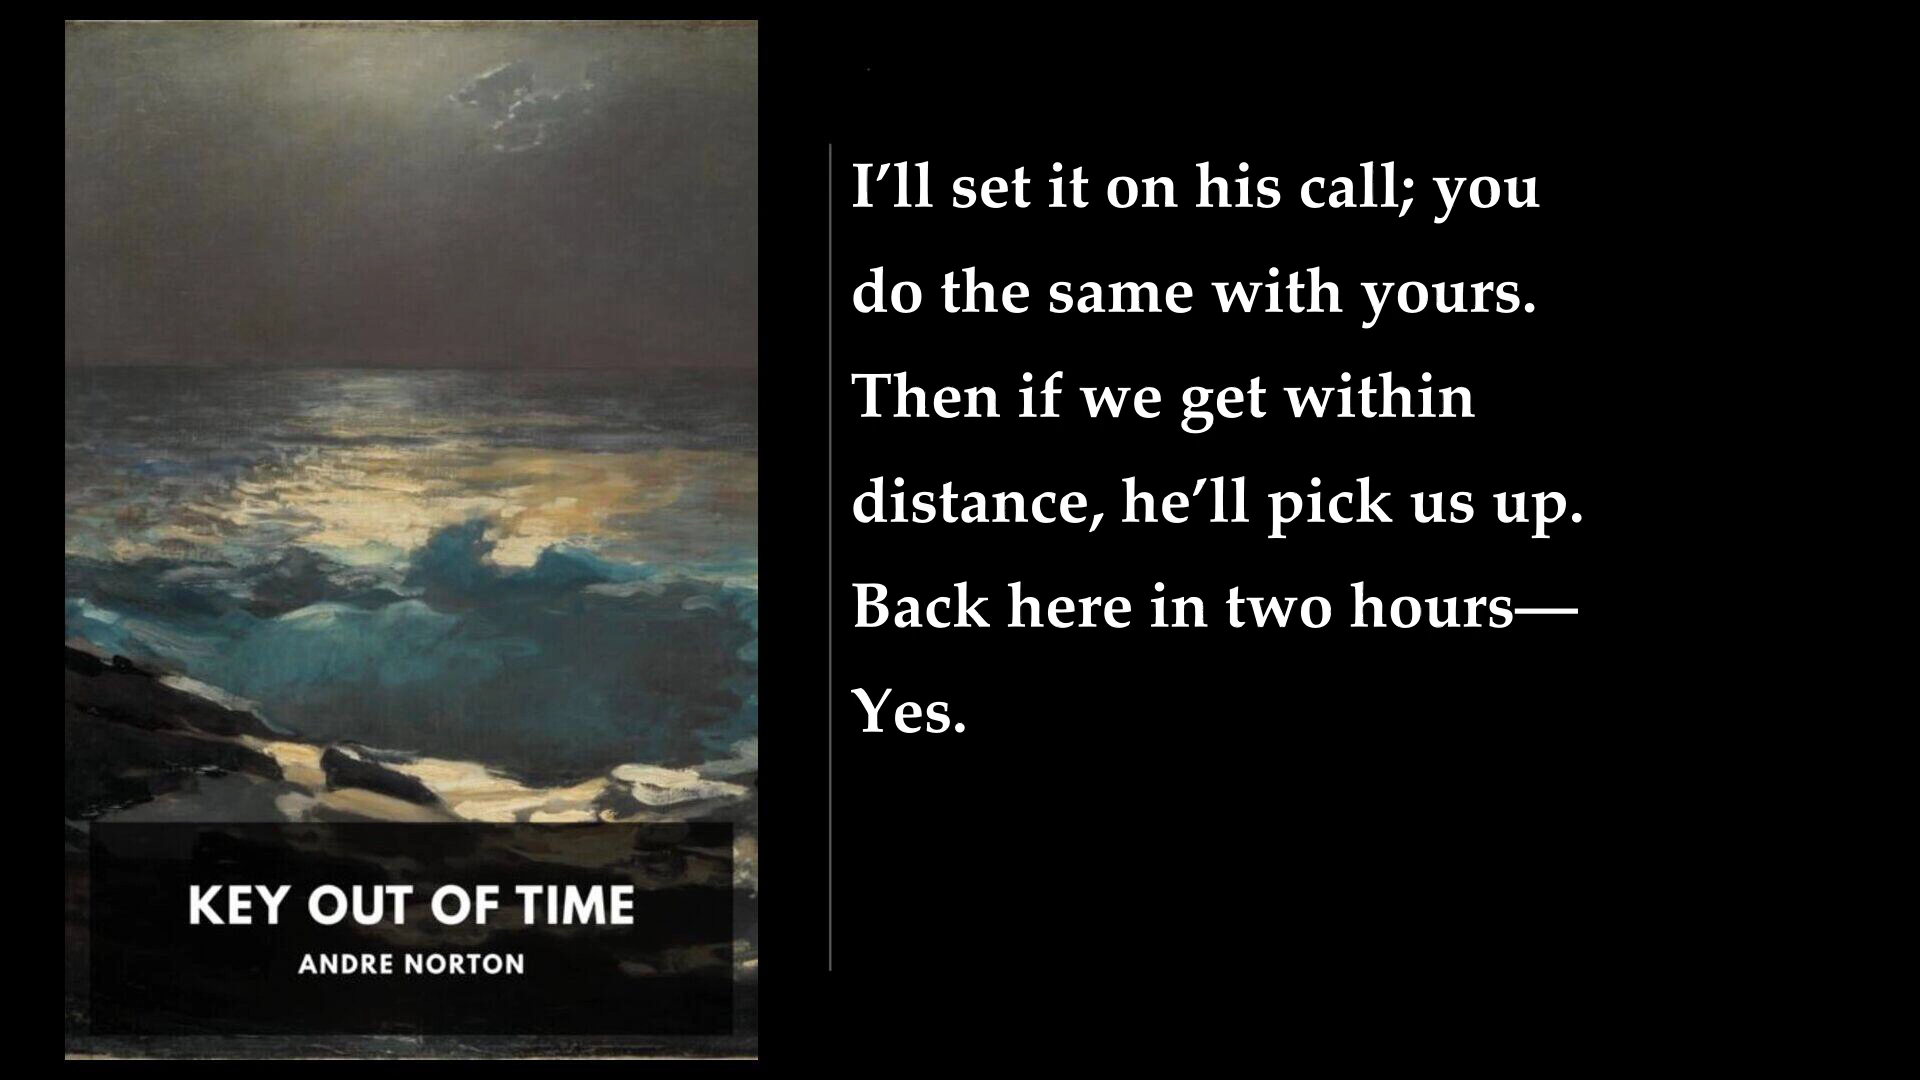 I’ll set it on his call; you
do the same with yours.
Then if we get within
distance, he’ll pick us up.
Back here in two hours—
Yes.
KEY OUT OF TIME
ANDRE NORTON